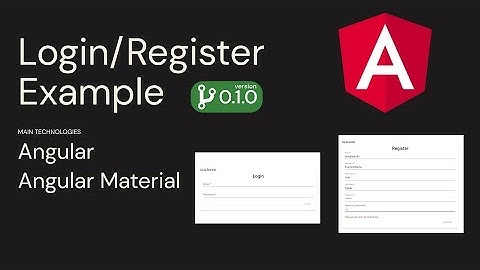 Login/Register
Example
version
0.1.0
MAIN TECHNOLOGIES
Angular
Angular Material
Login
Register